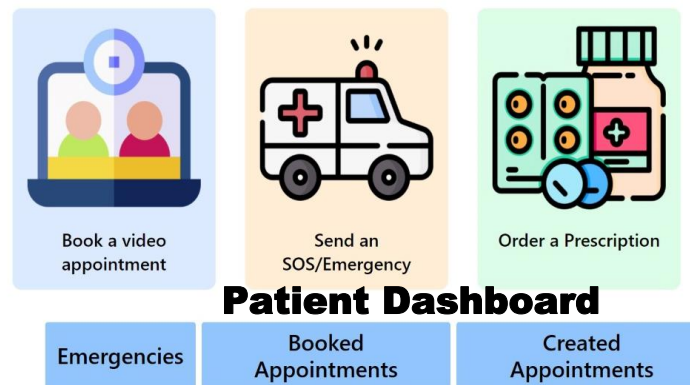 Book a video
appointment
Send an
SOS/Emergency
Order a Prescription
Patient Dashboard
Emergencies
Booked
Appointments
Created
Appointments